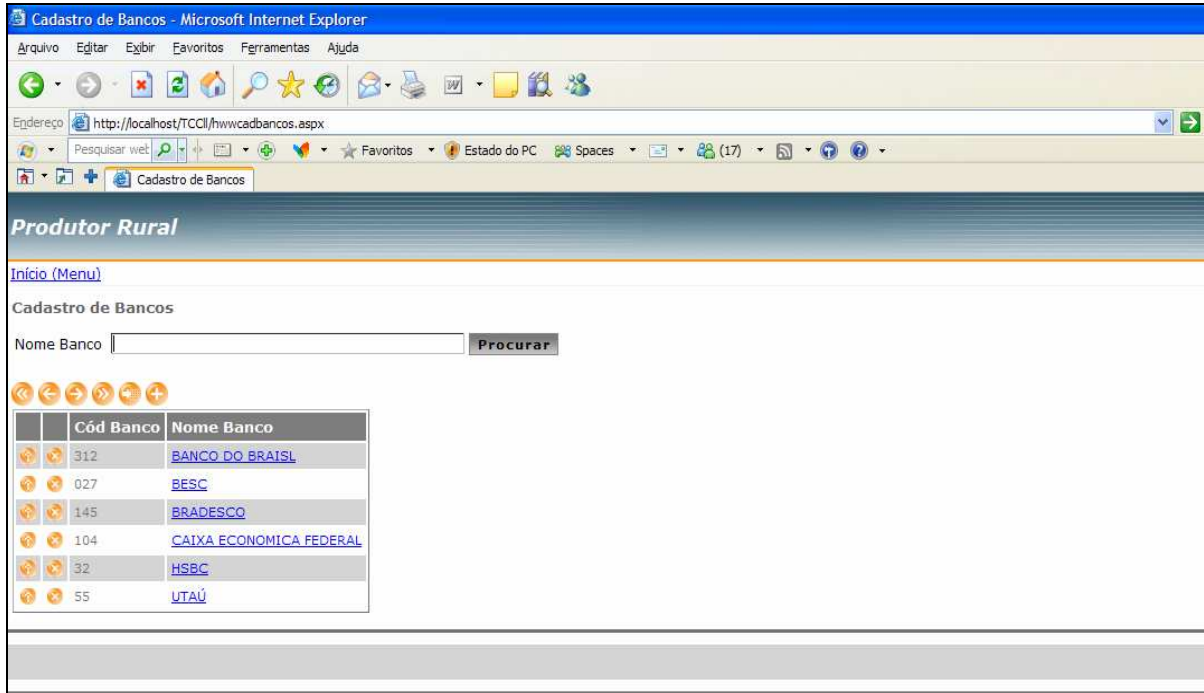 Cadastro de Bancos - Microsoft Internet Explorer
Arquivo Editar Exibir Favoritos Ferramentas Ajuda
Endereço http://localhost/TCCII/hwwcadbancos.aspx
Pesquisar web Favoritos Estado do PC Spaces (17)
Cadastro de Bancos
Produtor Rural
Início (Menu)
Cadastro de Bancos
Nome Banco Procurar
Cód Banco Nome Banco
312 BANCO DO BRAISL
027 BESC
145 BRADESCO
104 CAIXA ECONOMICA FEDERAL
32 HSBC
55 UTAÚ